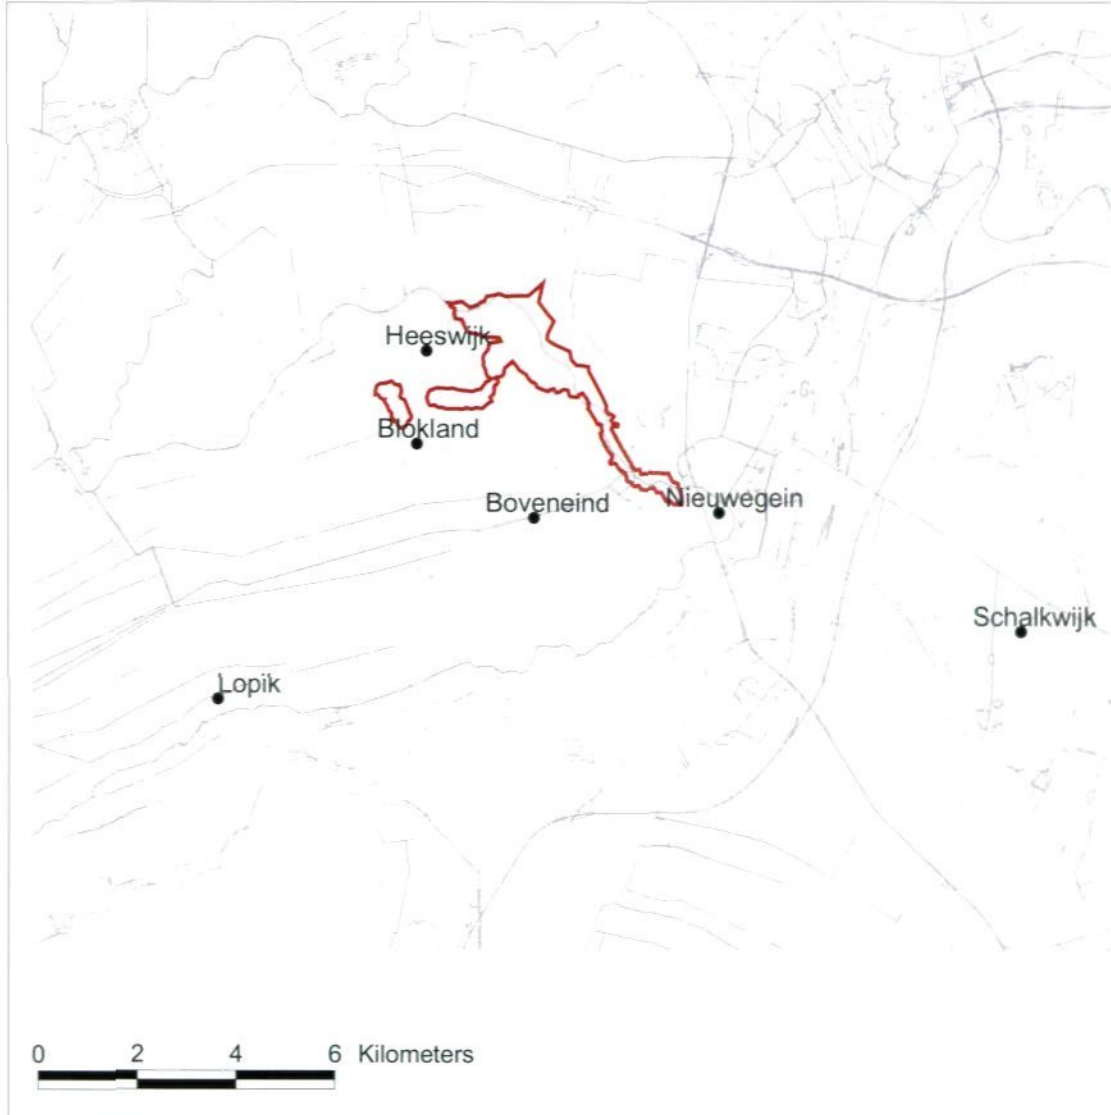 Heeswijk
Blokland
Boveneind
Nieuwegein
Schalkwijk
Lopik
0 2 4 6 Kilometers